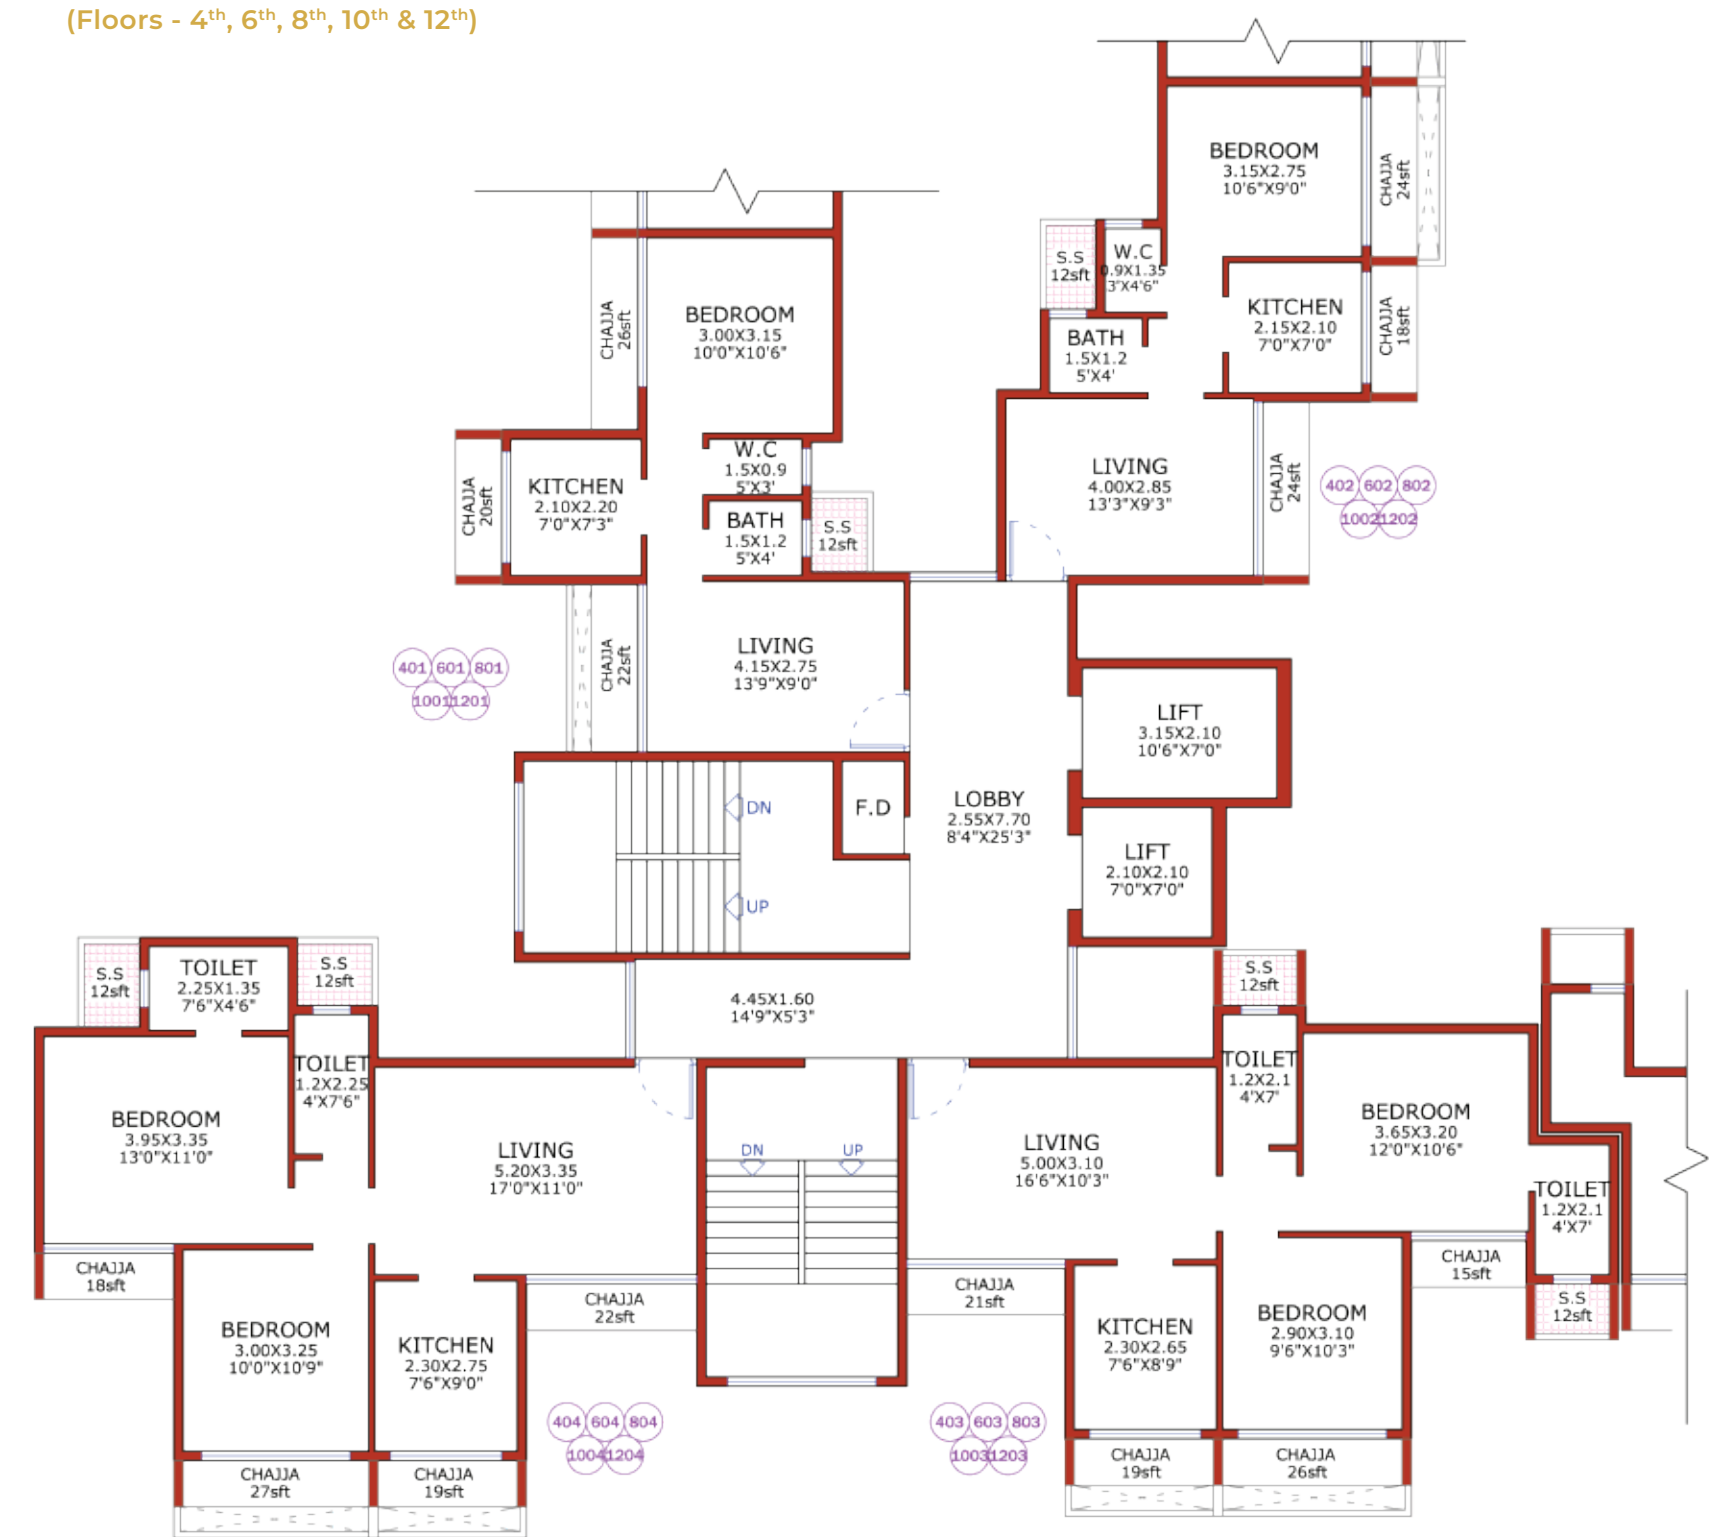 (Floors - 4th, 6th, 8th, 10th & 12th)
BEDROOM
3.15X2.75
10'6"X9'0"
CHAJJA
24sft
S.S
12sft
W.C
0.9X1.35
3'X4'6"
KITCHEN
2.15X2.10
7'0"X7'0"
CHAJJA
18sft
BATH
1.5X1.2
5'X4'
LIVING
4.00X2.85
13'3"X9'3"
CHAJJA
24sft
402 602 802
1002 1202
BEDROOM
3.00X3.15
10'0"X10'6"
CHAJJA
26sft
W.C
1.5X0.9
5'X3'
KITCHEN
2.10X2.20
7'0"X7'3"
CHAJJA
20sft
BATH
1.5X1.2
5'X4'
S.S
12sft
LIVING
4.15X2.75
13'9"X9'0"
CHAJJA
22sft
401 601 801
1001 1201
LIFT
3.15X2.10
10'6"X7'0"
LOBBY
2.55X7.70
8'4"X25'3"
F.D
DN
UP
LIFT
2.10X2.10
7'0"X7'0"
4.45X1.60
14'9"X5'3"
S.S
12sft
TOILET
2.25X1.35
7'6"X4'6"
S.S
12sft
TOILET
1.2X2.25
4'X7'6"
BEDROOM
3.95X3.35
13'0"X11'0"
LIVING
5.20X3.35
17'0"X11'0"
CHAJJA
18sft
BEDROOM
3.00X3.25
10'0"X10'9"
KITCHEN
2.30X2.75
7'6"X9'0"
CHAJJA
22sft
CHAJJA
27sft
CHAJJA
19sft
404 604 804
1004 1204
DN
UP
S.S
12sft
TOILET
1.2X2.1
4'X7'
LIVING
5.00X3.10
16'6"X10'3"
BEDROOM
3.65X3.20
12'0"X10'6"
TOILET
1.2X2.1
4'X7'
CHAJJA
15sft
S.S
12sft
CHAJJA
21sft
KITCHEN
2.30X2.65
7'6"X8'9"
BEDROOM
2.90X3.10
9'6"X10'3"
CHAJJA
19sft
CHAJJA
26sft
403 603 803
1003 1203